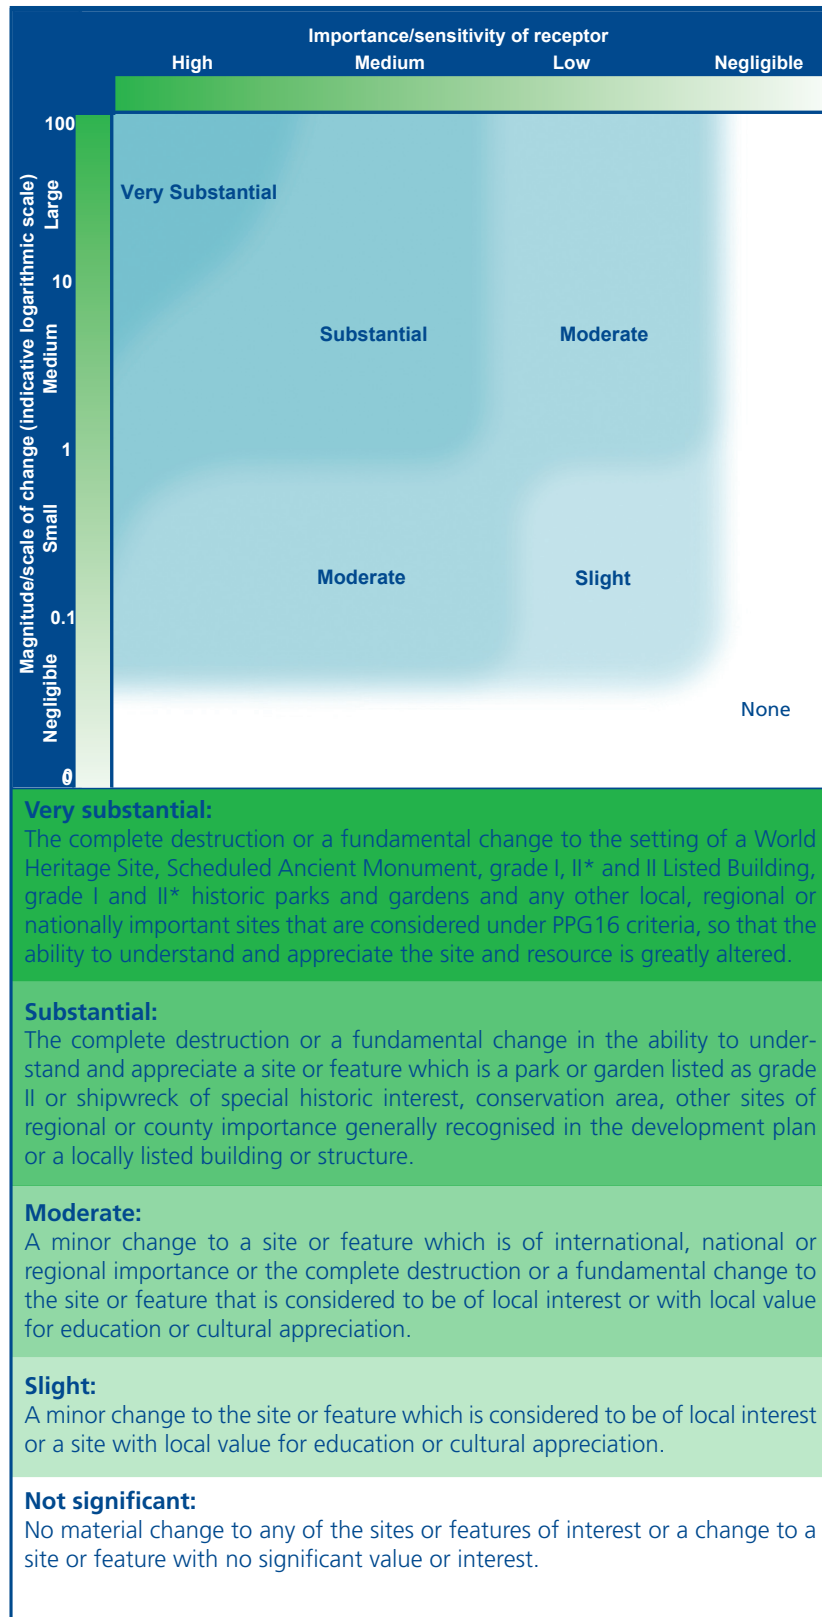 Importance/sensitivity of receptor
High Medium Low Negligible
Magnitude/scale of change (indicative logarithmic scale)
100
Large
10
Medium
1
Small
0.1
Negligible
0
Very Substantial
Substantial Moderate
Moderate Slight
None
Very substantial:
The complete destruction or a fundamental change to the setting of a World
Heritage Site, Scheduled Ancient Monument, grade I, II* and II Listed Building,
grade I and II* historic parks and gardens and any other local, regional or
nationally important sites that are considered under PPG16 criteria, so that the
ability to understand and appreciate the site and resource is greatly altered.
Substantial:
The complete destruction or a fundamental change in the ability to under-
stand and appreciate a site or feature which is a park or garden listed as grade
II or shipwreck of special historic interest, conservation area, other sites of
regional or county importance generally recognised in the development plan
or a locally listed building or structure.
Moderate:
A minor change to a site or feature which is of international, national or
regional importance or the complete destruction or a fundamental change to
the site or feature that is considered to be of local interest or with local value
for education or cultural appreciation.
Slight:
A minor change to the site or feature which is considered to be of local interest
or a site with local value for education or cultural appreciation.
Not significant:
No material change to any of the sites or features of interest or a change to a
site or feature with no significant value or interest.